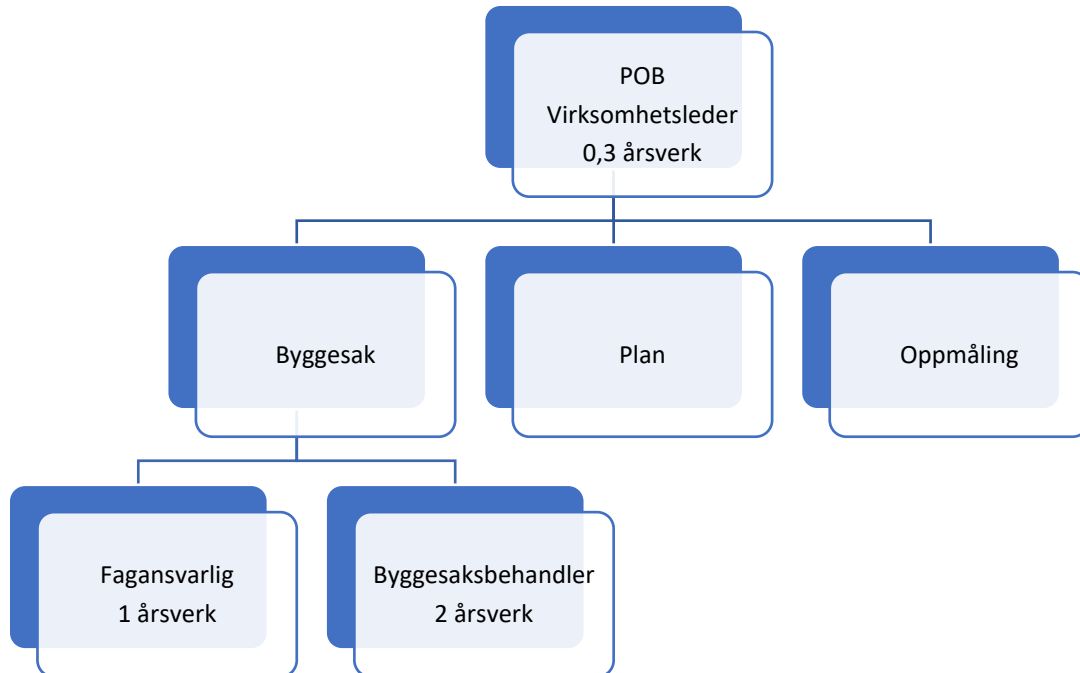 POB
Virksomhetsleder
0,3 årsverk
Byggesak
Plan
Oppmåling
Fagansvarlig
1 årsverk
Byggesaksbehandler
2 årsverk